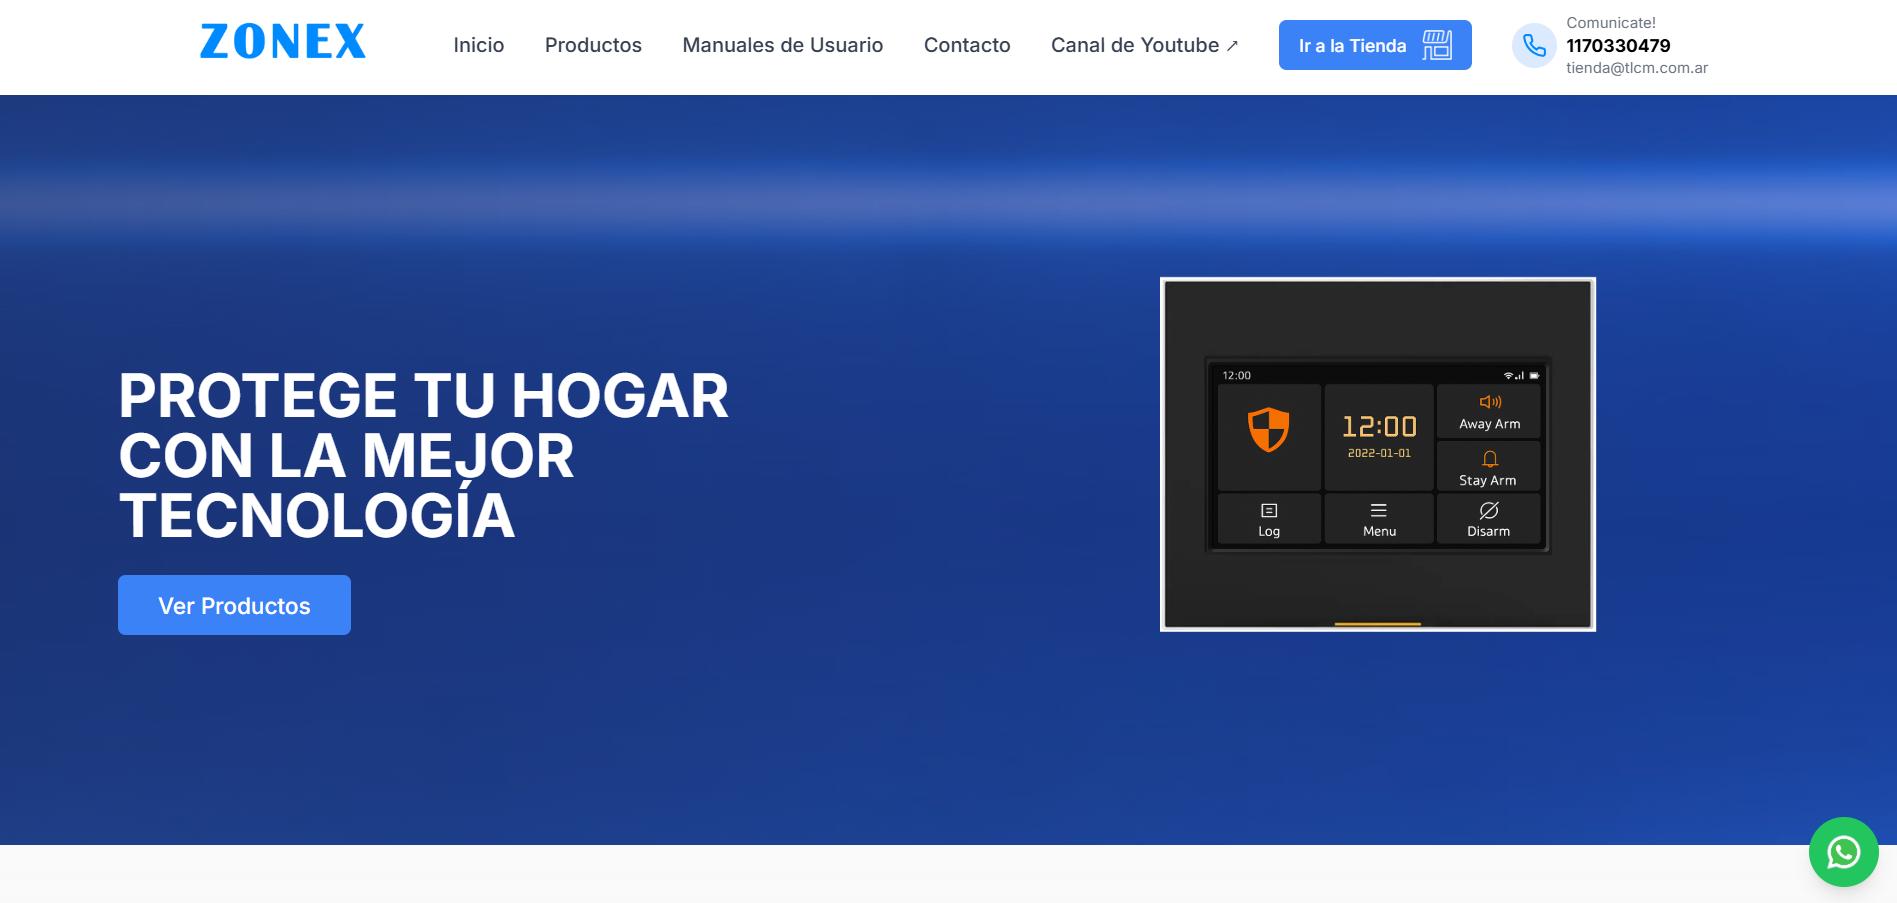 ZONEX
Inicio
Productos
Manuales de Usuario
Contacto
Canal de Youtube ↗
Ir a la Tienda
Comunicate!
1170330479
tienda@tlcm.com.ar
PROTEGE TU HOGAR
CON LA MEJOR
TECNOLOGÍA
Ver Productos
12:00
12:00
2022-01-01
Away Arm
Stay Arm
Log
Menu
Disarm